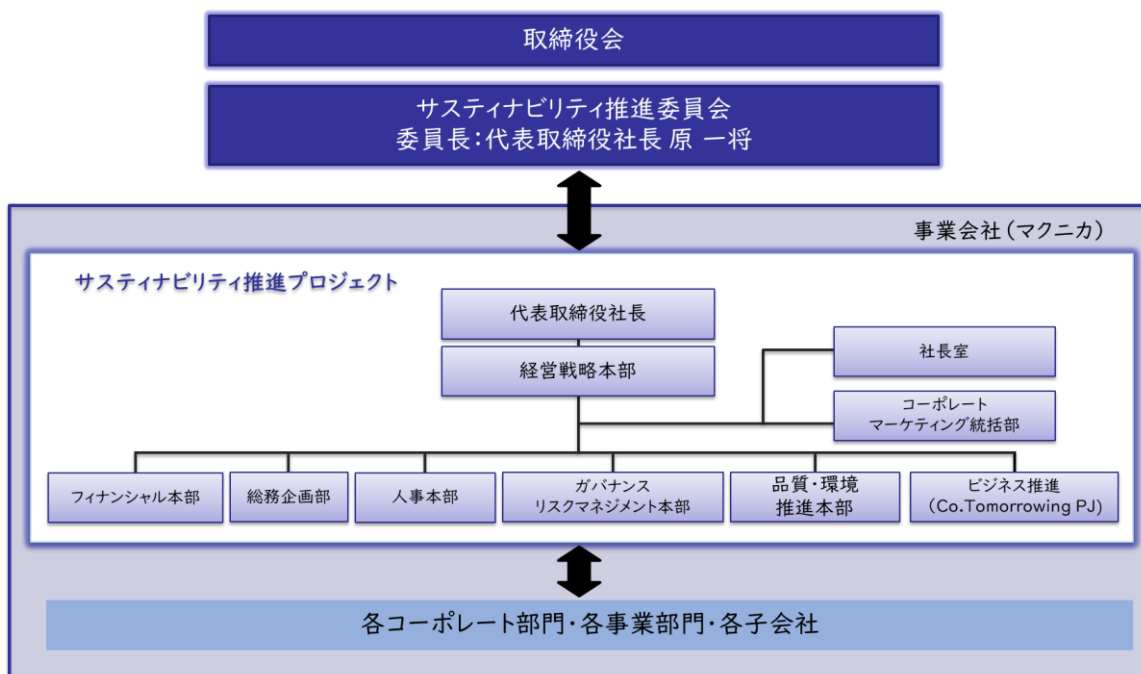 取締役会
サスティナビリティ推進委員会
委員長:代表取締役社長 原 一将
事業会社(マクニカ)
サスティナビリティ推進プロジェクト
代表取締役社長
経営戦略本部
社長室
コーポレート
マーケティング統括部
フィナンシャル本部
総務企画部
人事本部
ガバナンス
リスクマネジメント本部
品質・環境
推進本部
ビジネス推進
(Co.Tomorrowing PJ)
各コーポレート部門・各事業部門・各子会社